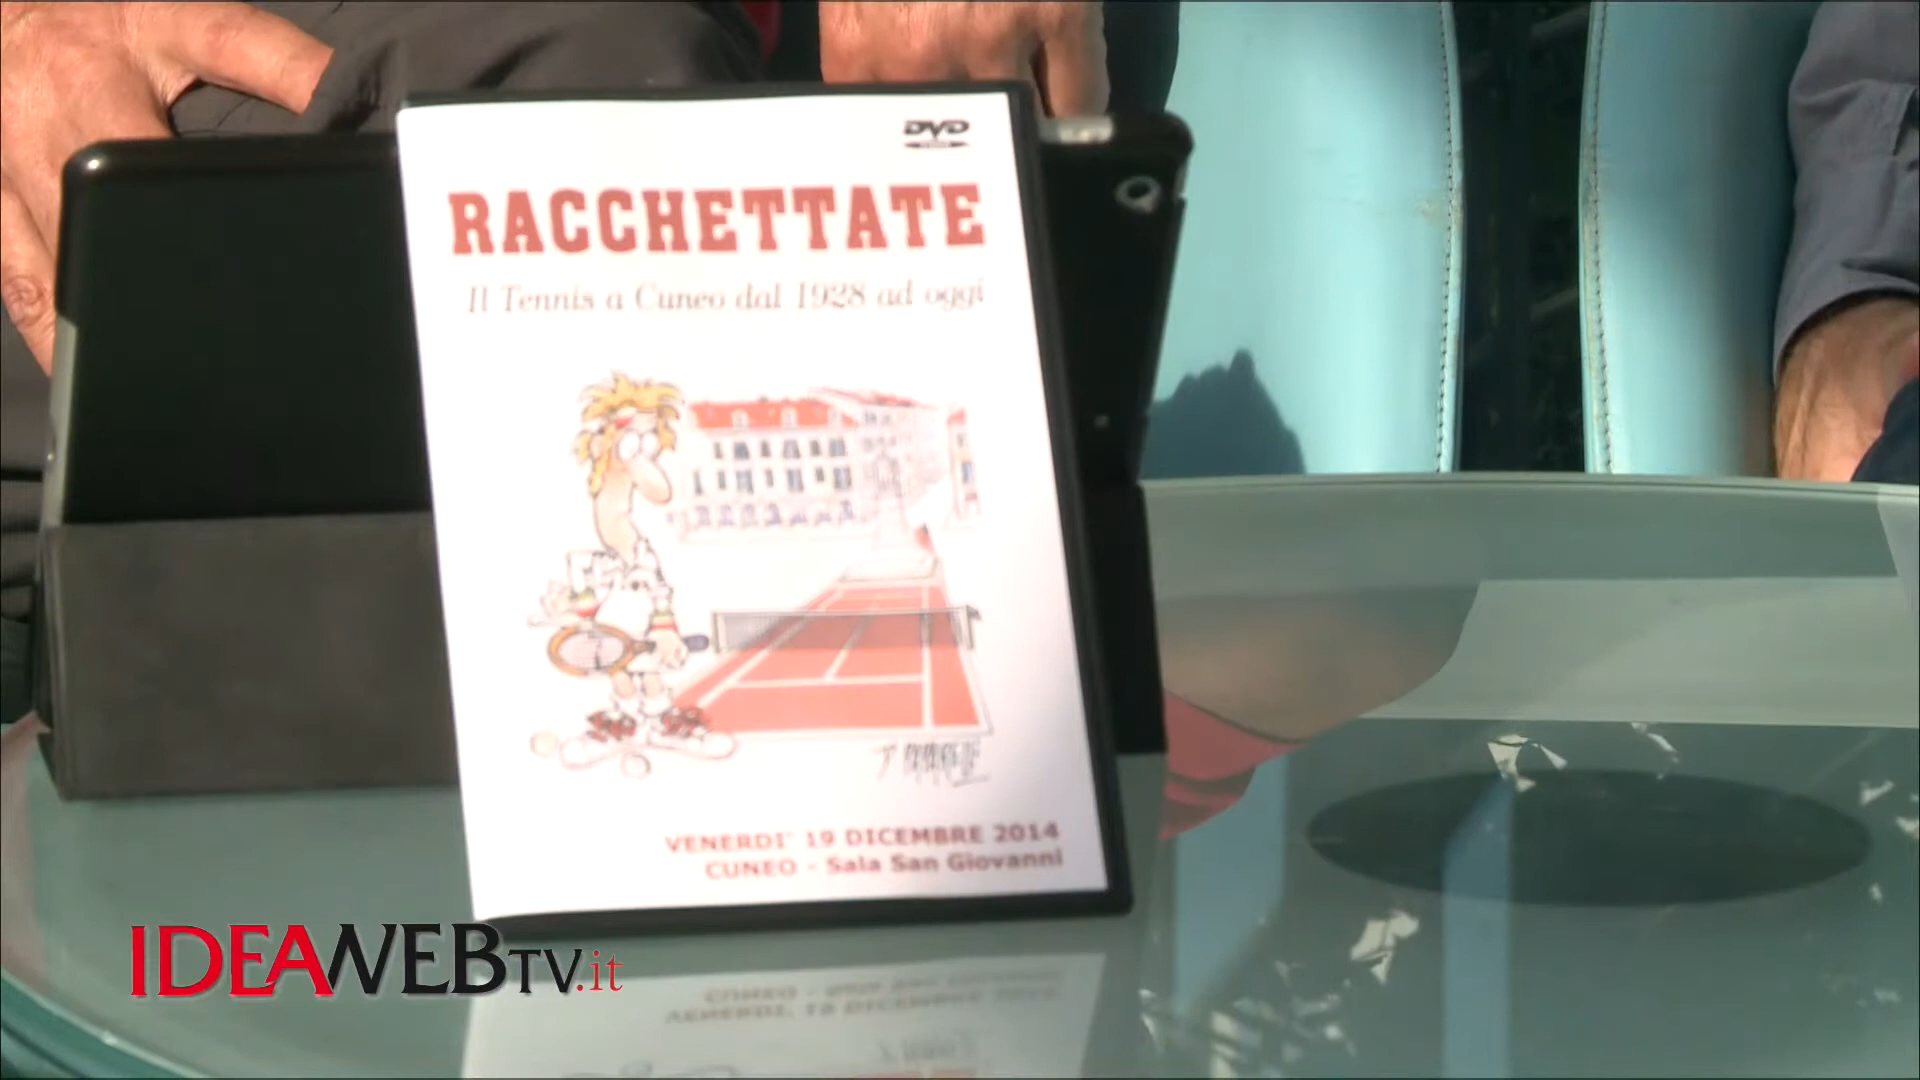 DVD
RACCHETTATE
Il Tennis a Cuneo dal 1928 ad oggi
VENERDI' 19 DICEMBRE 2014
CUNEO - Sala San Giovanni
IDEAWEBTV.it